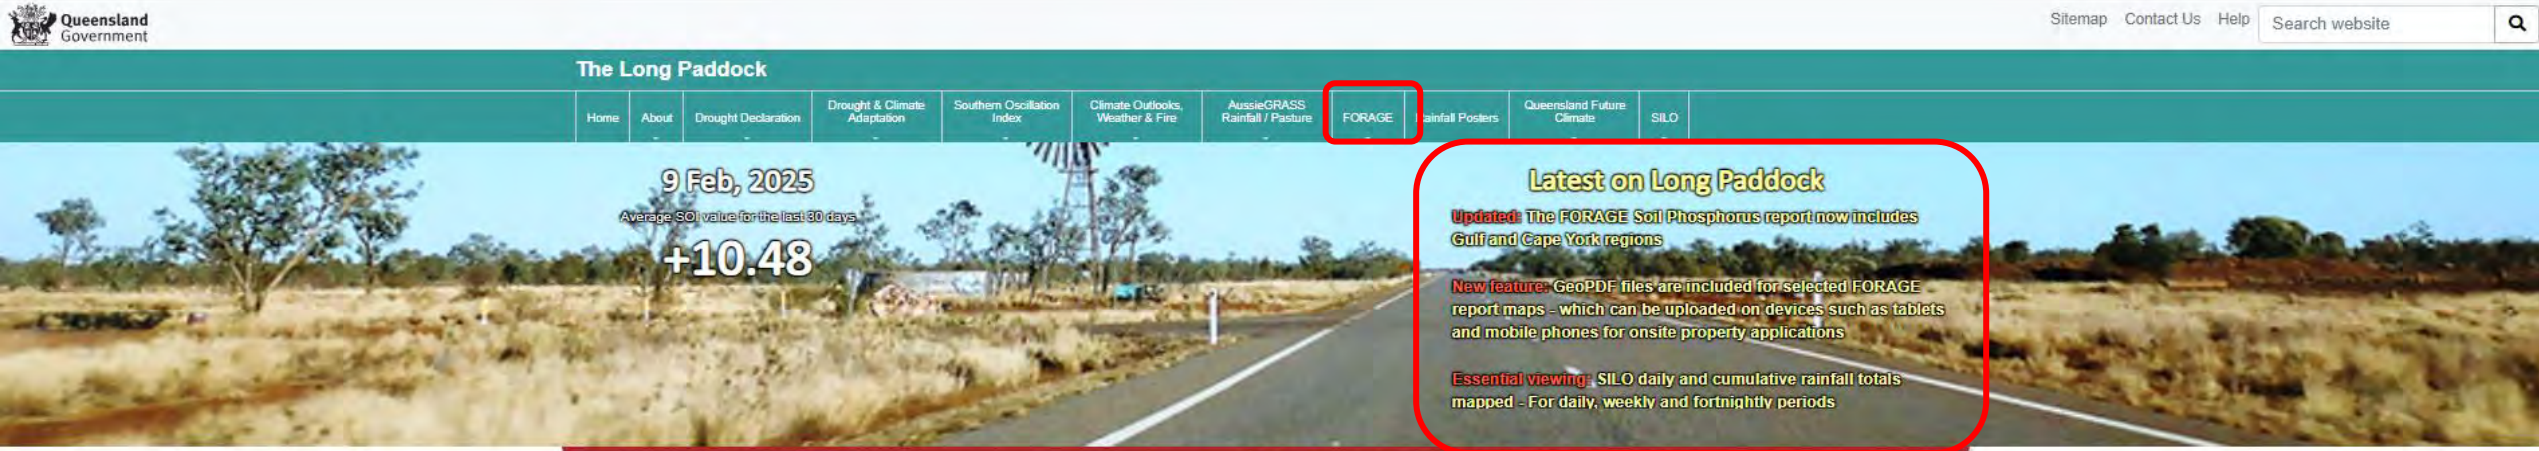 Queensland
Government
Sitemap Contact Us Help Search website
The Long Paddock
Home About Drought Declaration
Drought & Climate
Adaptation
Southern Oscillation
Index
Climate Outlooks,
Weather & Fire
AussieGRASS
Rainfall / Pasture
FORAGE
Rainfall Posters
Queensland Future
Climate
SILO
9 Feb, 2025
Average SOI value for the last 30 days
+10.48
Latest on Long Paddock
Updated: The FORAGE Soil Phosphorus report now includes
Gulf and Cape York regions
New feature: GeoPDF files are included for selected FORAGE
report maps - which can be uploaded on devices such as tablets
and mobile phones for onsite property applications
Essential viewing: SILO daily and cumulative rainfall totals
mapped - For daily, weekly and fortnightly periods